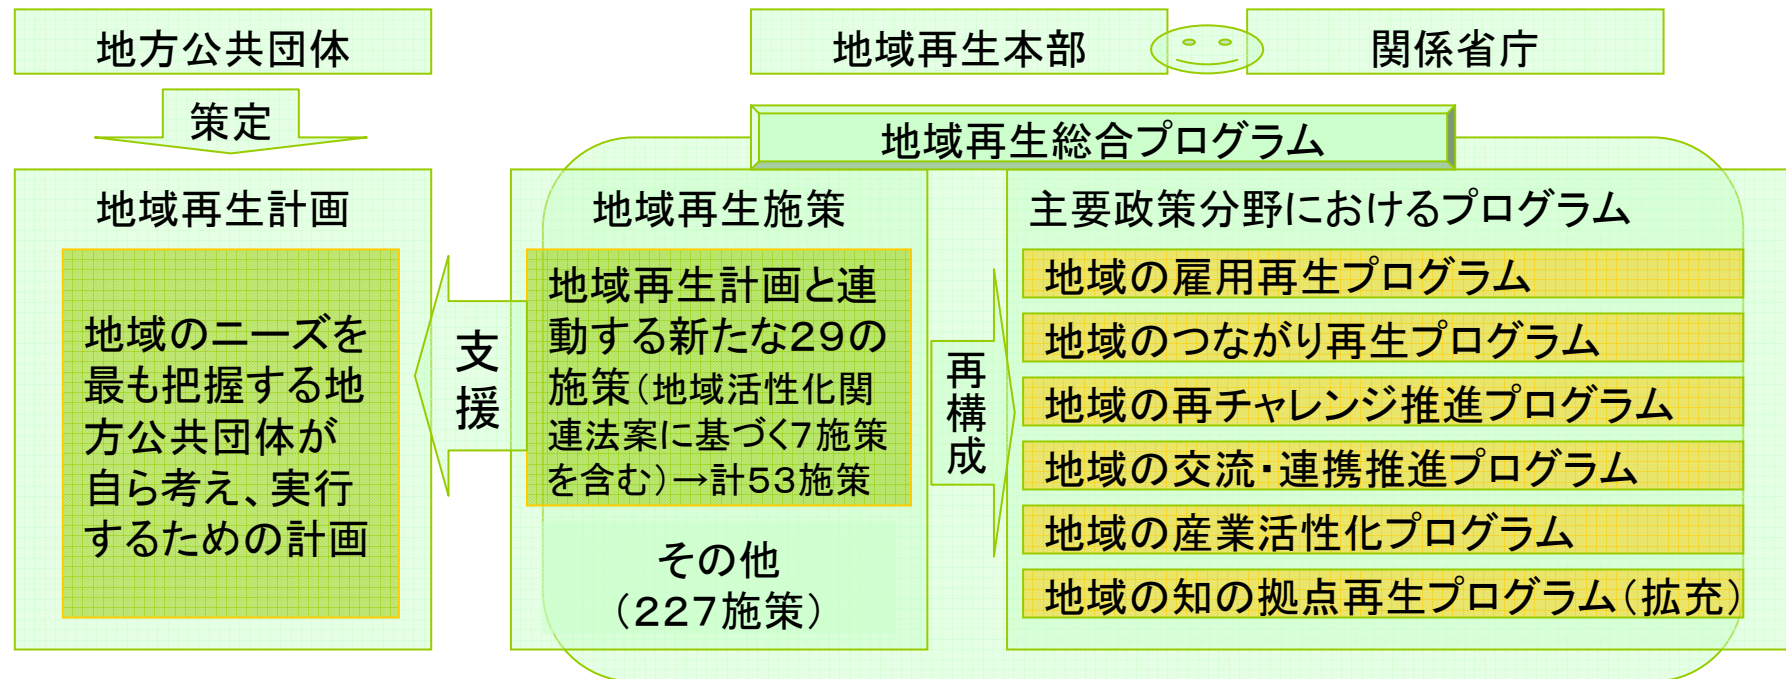 地方公共団体
策定
地域再生計画
地域のニーズを
最も把握する地
方公共団体が
自ら考え、実行
するための計画
支援
地域再生本部
関係省庁
地域再生総合プログラム
地域再生施策
地域再生計画と連
動する新たな29の
施策(地域活性化関
連法案に基づく7施策
を含む)→計53施策
その他
(227施策)
再構成
主要政策分野におけるプログラム
地域の雇用再生プログラム
地域のつながり再生プログラム
地域の再チャレンジ推進プログラム
地域の交流・連携推進プログラム
地域の産業活性化プログラム
地域の知の拠点再生プログラム(拡充)